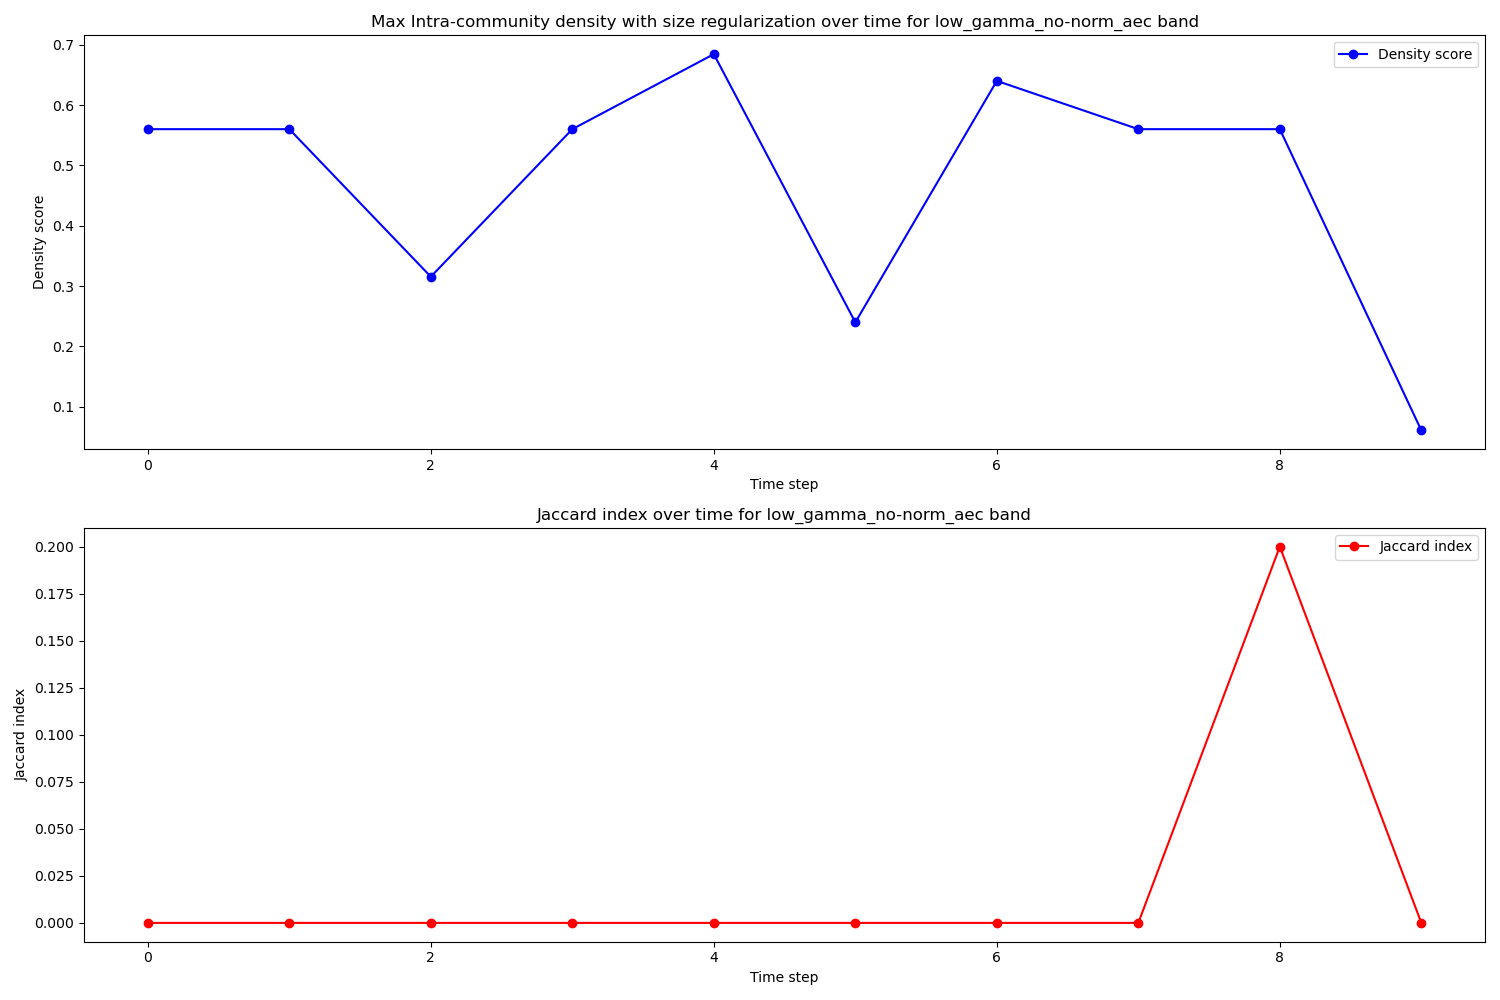 Max Intra-community density with size regularization over time for low_gamma_no-norm_aec band
Density score
0.7
0.6
0.5
0.4
0.3
0.2
0.1
Density score
0 2 4 6 8
Time step
Jaccard index over time for low_gamma_no-norm_aec band
Jaccard index
0.200
0.175
0.150
0.125
0.100
0.075
0.050
0.025
0.000
Jaccard index
0 2 4 6 8
Time step